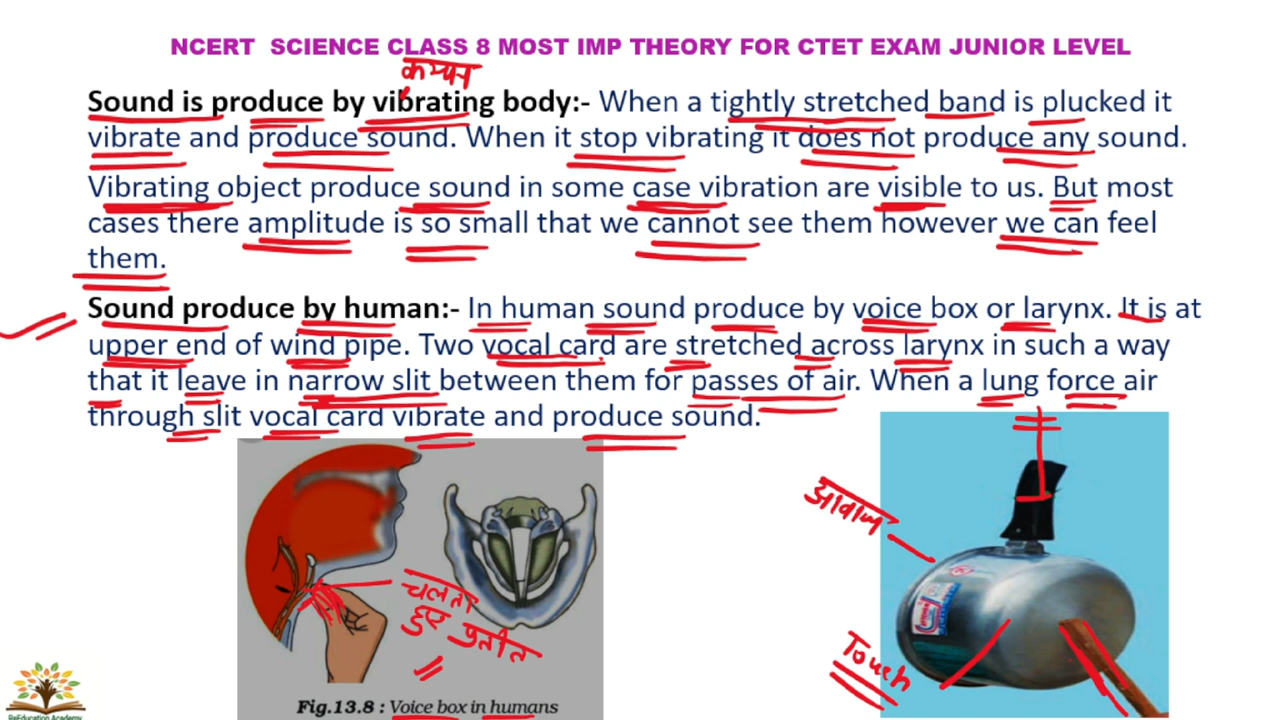 NCERT SCIENCE CLASS 8 MOST IMP THEORY FOR CTET EXAM JUNIOR LEVEL
कम्पन
Sound is produce by vibrating body:- When a tightly stretched band is plucked it
vibrate and produce sound. When it stop vibrating it does not produce any sound.
Vibrating object produce sound in some case vibration are visible to us. But most
cases there amplitude is so small that we cannot see them however we can feel
them.
Sound produce by human:- In human sound produce by voice box or larynx. It is at
upper end of wind pipe. Two vocal card are stretched across larynx in such a way
that it leave in narrow slit between them for passes of air. When a lung force air
through slit vocal card vibrate and produce sound.
आवाज
चलता
हुए प्रतीत
Touch
Fig.13.8 : Voice box in humans
BeEducation Academy